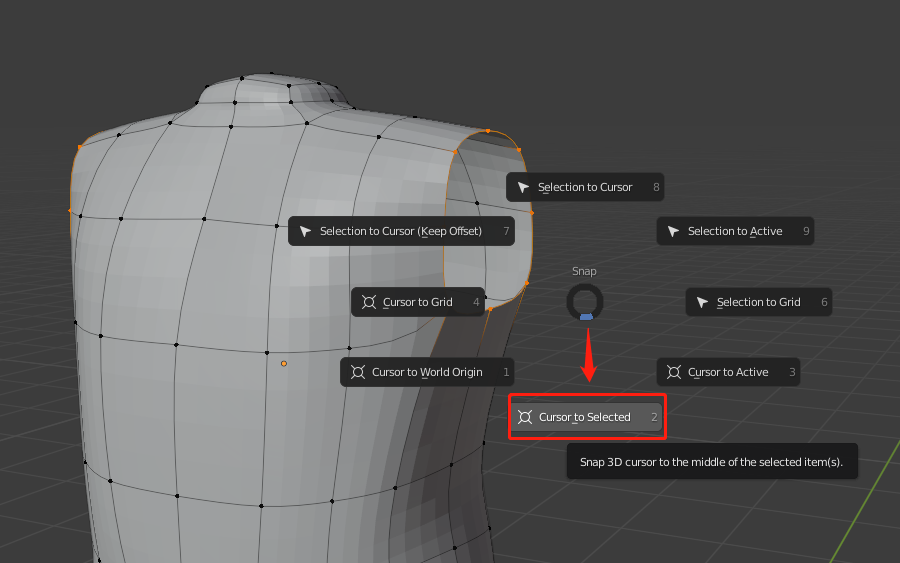 Selection to Cursor 8
Selection to Cursor (Keep Offset) 7
Selection to Active 9
Snap
Cursor to Grid 4
Selection to Grid 6
Cursor to World Origin 1
Cursor to Active 3
Cursor to Selected 2
Snap 3D cursor to the middle of the selected item(s).